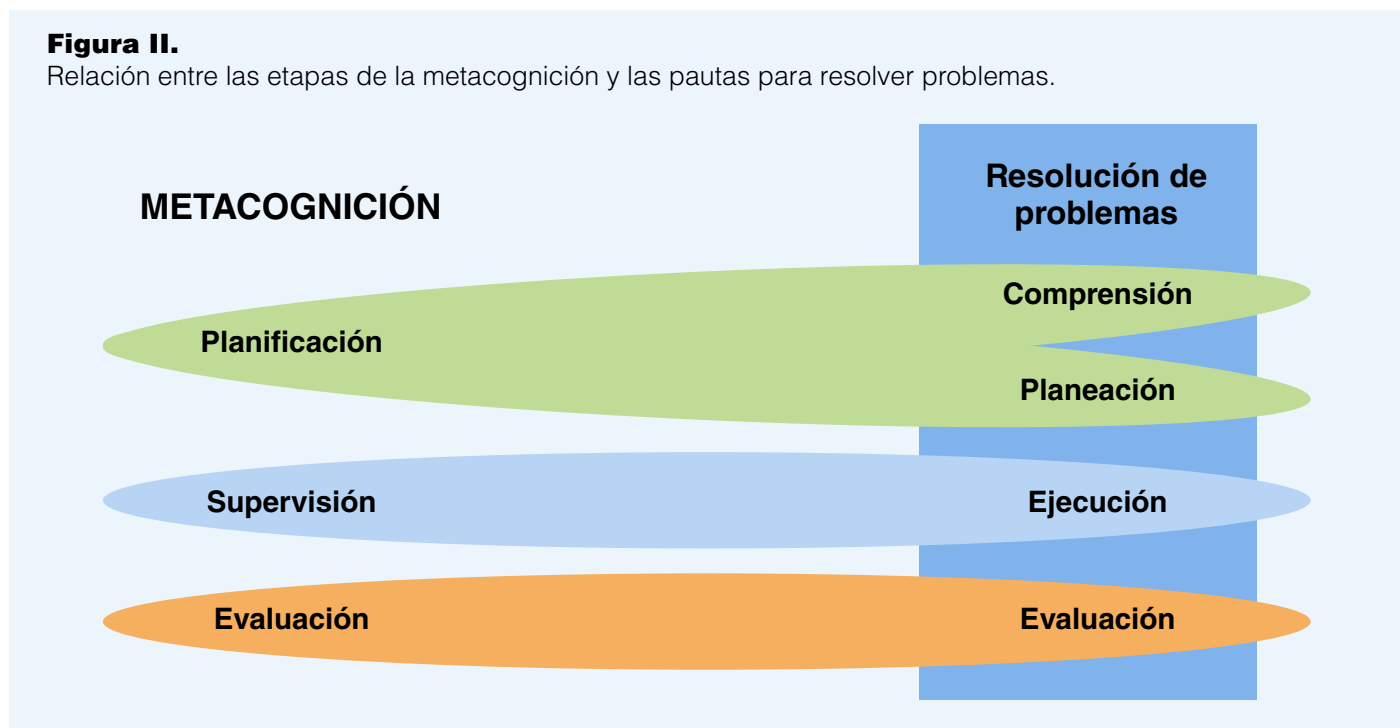 Figura II.
Relación entre las etapas de la metacognición y las pautas para resolver problemas.
METACOGNICIÓN
Resolución de
problemas
Planificación
Comprensión
Planeación
Supervisión
Ejecución
Evaluación
Evaluación